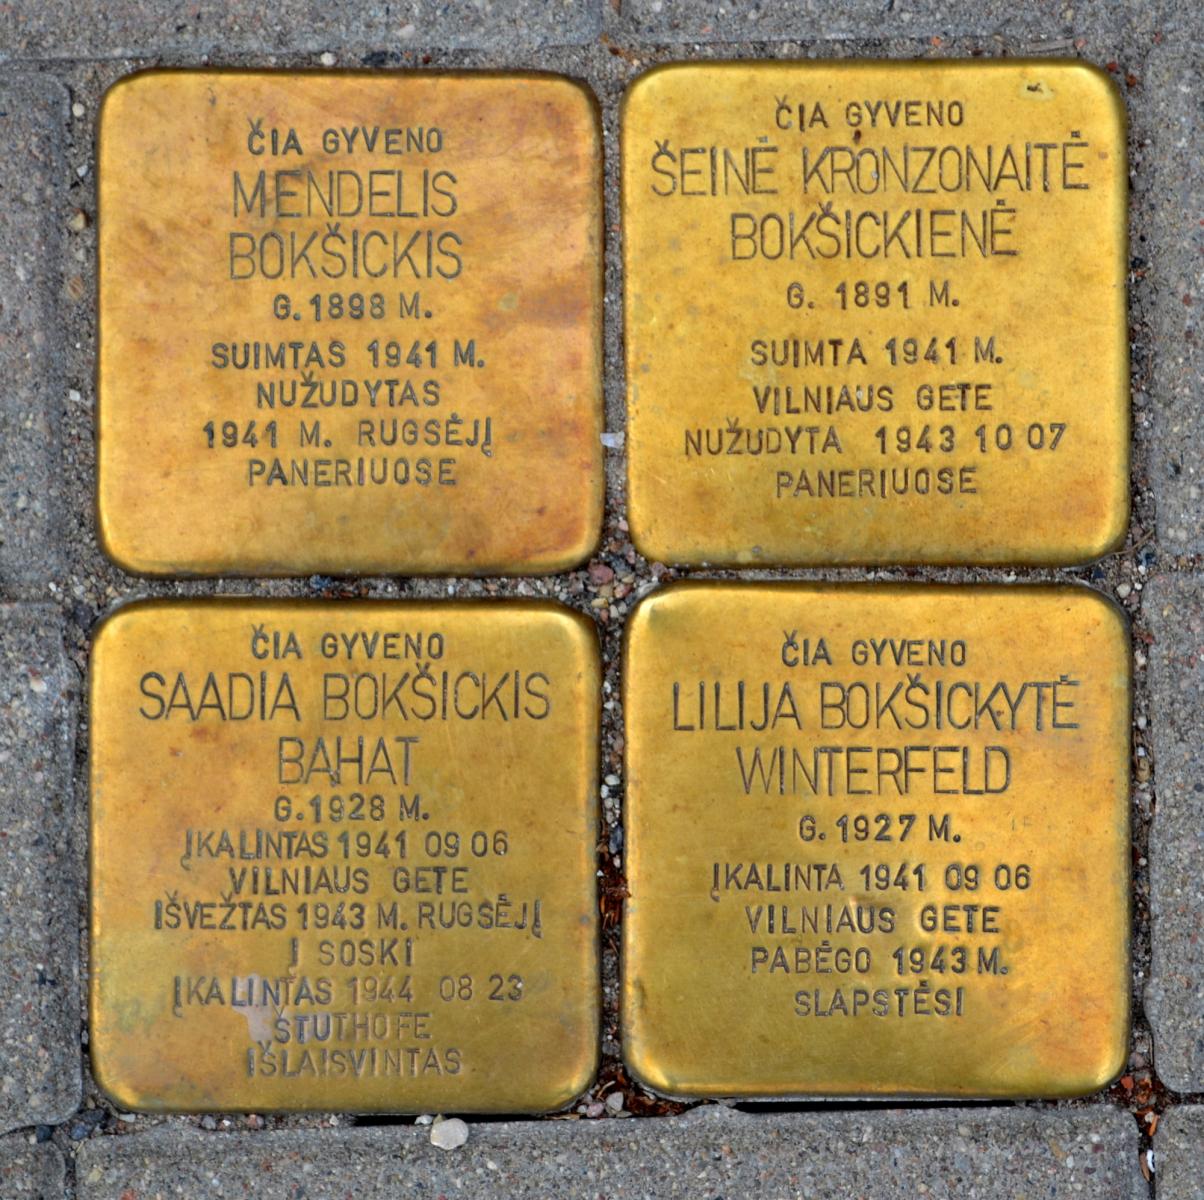 ČIA GYVENO
MENDELIS
BOKŠICKIS
G. 1898 M.
SUIMTAS 1941 M.
NUŽUDYTAS
1941 M. RUGSĖJĮ
PANERIUOSE
ČIA GYVENO
ŠEINĖ KRONZONAITĖ
BOKŠICKIENĖ
G. 1891 M.
SUIMTA 1941 M.
VILNIAUS GETE
NUŽUDYTA 1943 10 07
PANERIUOSE
ČIA GYVENO
SAADIA BOKŠICKIS
BAHAT
G. 1928 M.
ĮKALINTAS 1941 09 06
VILNIAUS GETE
IŠVEŽTAS 1943 M. RUGSĖJĮ
Į SOSKI
ĮKALINTAS 1944 08 23
ŠTUTHOFE
IŠLAISVINTAS
ČIA GYVENO
LILIJA BOKŠICKYTĖ
WINTERFELD
G. 1927 M.
ĮKALINTA 1941 09 06
VILNIAUS GETE
PABĖGO 1943 M.
SLAPSTĖSI